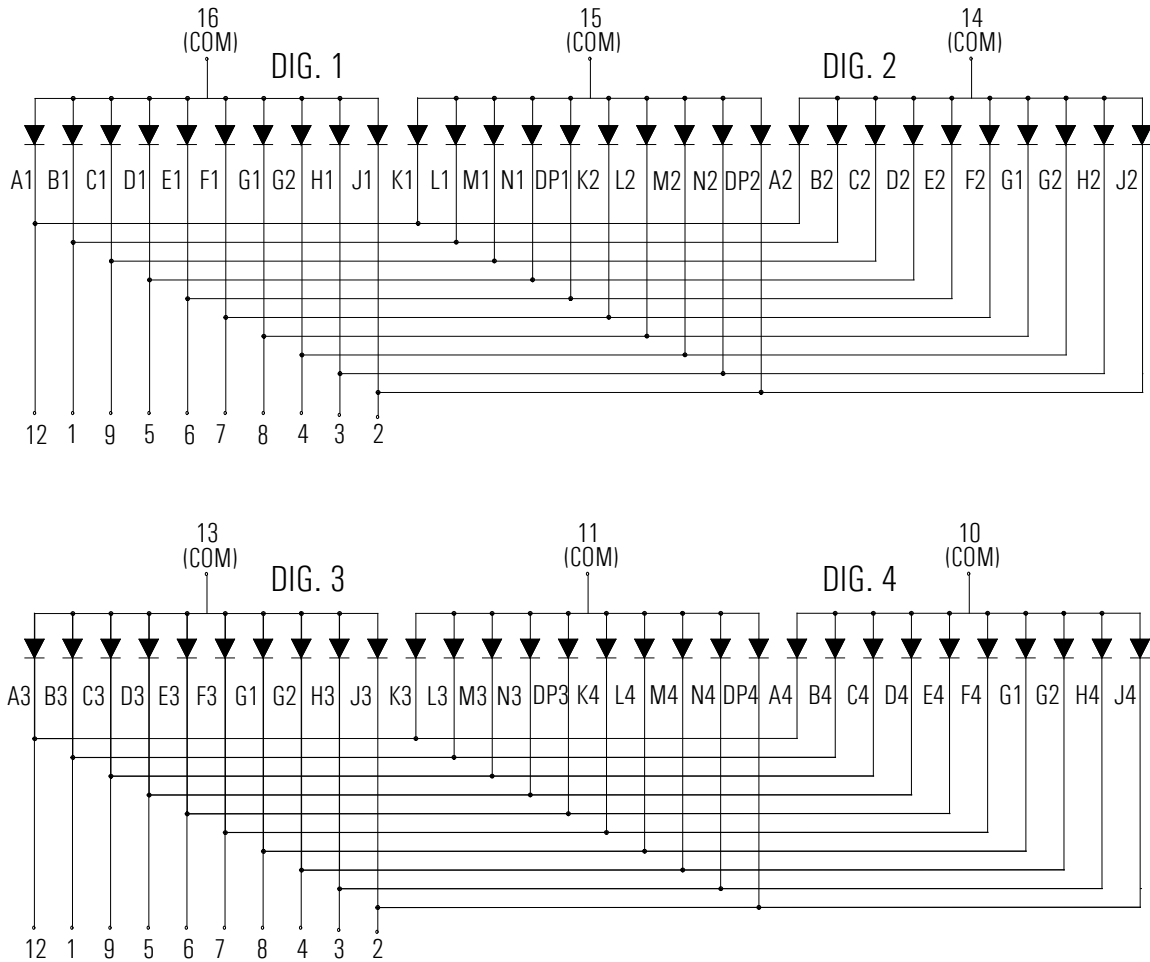 16 15 14
(COM) (COM) (COM)
DIG. 1 DIG. 2
A1 B1 C1 D1 E1 F1 G1 G2 H1 J1 K1 L1 M1 N1 DP1 K2 L2 M2 N2 DP2 A2 B2 C2 D2 E2 F2 G1 G2 H2 J2
12 1 9 5 6 7 8 4 3 2
13 11 10
(COM) (COM) (COM)
DIG. 3 DIG. 4
A3 B3 C3 D3 E3 F3 G1 G2 H3 J3 K3 L3 M3 N3 DP3 K4 L4 M4 N4 DP4 A4 B4 C4 D4 E4 F4 G1 G2 H4 J4
12 1 9 5 6 7 8 4 3 2